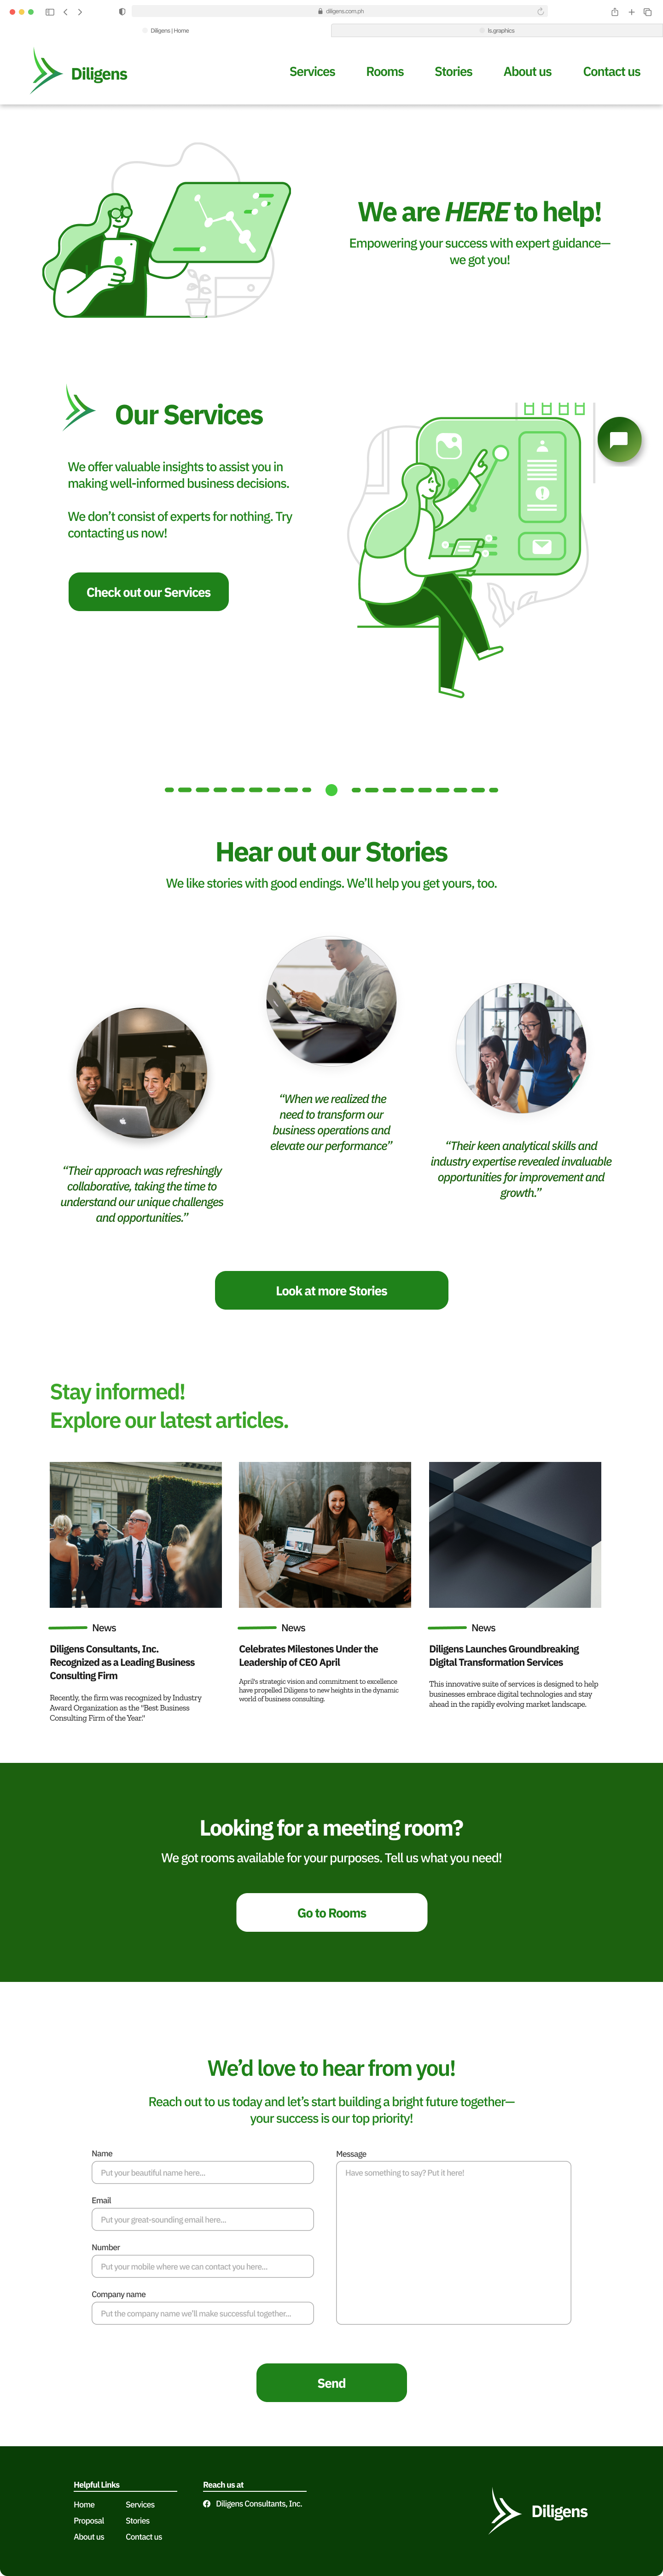 diligens.com.ph
Diligens | Home
ls.graphics
Diligens
Services
Rooms
Stories
About us
Contact us
We are HERE to help!
Empowering your success with expert guidance—
we got you!
Our Services
We offer valuable insights to assist you in
making well-informed business decisions.
We don’t consist of experts for nothing. Try
contacting us now!
Check out our Services
Hear out our Stories
We like stories with good endings. We’ll help you get yours, too.
“Their approach was refreshingly
collaborative, taking the time to
understand our unique challenges
and opportunities.”
“When we realized the
need to transform our
business operations and
elevate our performance”
“Their keen analytical skills and
industry expertise revealed invaluable
opportunities for improvement and
growth.”
Look at more Stories
Stay informed!
Explore our latest articles.
News
Diligens Consultants, Inc.
Recognized as a Leading Business
Consulting Firm
Recently, the firm was recognized by Industry
Award Organization as the "Best Business
Consulting Firm of the Year."
News
Celebrates Milestones Under the
Leadership of CEO April
April's strategic vision and commitment to excellence
have propelled Diligens to new heights in the dynamic
world of business consulting.
News
Diligens Launches Groundbreaking
Digital Transformation Services
This innovative suite of services is designed to help
businesses embrace digital technologies and stay
ahead in the rapidly evolving market landscape.
Looking for a meeting room?
We got rooms available for your purposes. Tell us what you need!
Go to Rooms
We’d love to hear from you!
Reach out to us today and let’s start building a bright future together—
your success is our top priority!
Name
Put your beautiful name here...
Email
Put your great-sounding email here...
Number
Put your mobile where we can contact you here...
Company name
Put the company name we’ll make successful together...
Message
Have something to say? Put it here!
Send
Helpful Links
Home
Services
Proposal
Stories
About us
Contact us
Reach us at
Diligens Consultants, Inc.
Diligens